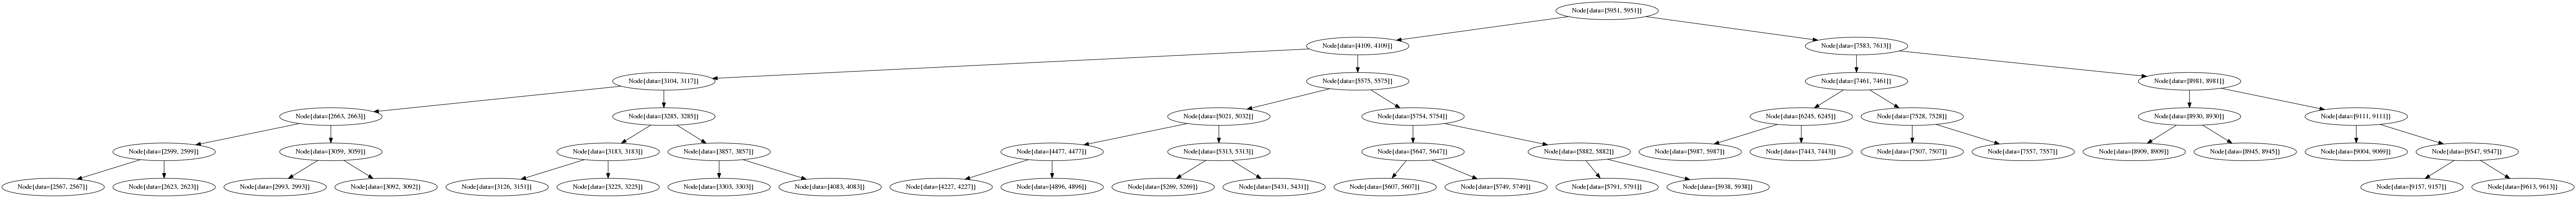 Node{data=[5951, 5951]}
Node{data=[4109, 4109]}
Node{data=[7583, 7613]}
Node{data=[3104, 3117]}
Node{data=[5575, 5575]}
Node{data=[7461, 7461]}
Node{data=[8981, 8981]}
Node{data=[2663, 2663]}
Node{data=[3285, 3285]}
Node{data=[5021, 5032]}
Node{data=[5754, 5754]}
Node{data=[6245, 6245]}
Node{data=[7528, 7528]}
Node{data=[8930, 8930]}
Node{data=[9111, 9111]}
Node{data=[2599, 2599]}
Node{data=[3059, 3059]}
Node{data=[3183, 3183]}
Node{data=[3857, 3857]}
Node{data=[4477, 4477]}
Node{data=[5313, 5313]}
Node{data=[5647, 5647]}
Node{data=[5882, 5882]}
Node{data=[5987, 5987]}
Node{data=[7443, 7443]}
Node{data=[7507, 7507]}
Node{data=[7557, 7557]}
Node{data=[8909, 8909]}
Node{data=[8945, 8945]}
Node{data=[9004, 9069]}
Node{data=[9547, 9547]}
Node{data=[2567, 2567]}
Node{data=[2623, 2623]}
Node{data=[2993, 2993]}
Node{data=[3092, 3092]}
Node{data=[3126, 3151]}
Node{data=[3225, 3225]}
Node{data=[3303, 3303]}
Node{data=[4083, 4083]}
Node{data=[4227, 4227]}
Node{data=[4896, 4896]}
Node{data=[5269, 5269]}
Node{data=[5431, 5431]}
Node{data=[5607, 5607]}
Node{data=[5749, 5749]}
Node{data=[5791, 5791]}
Node{data=[5938, 5938]}
Node{data=[9157, 9157]}
Node{data=[9613, 9613]}